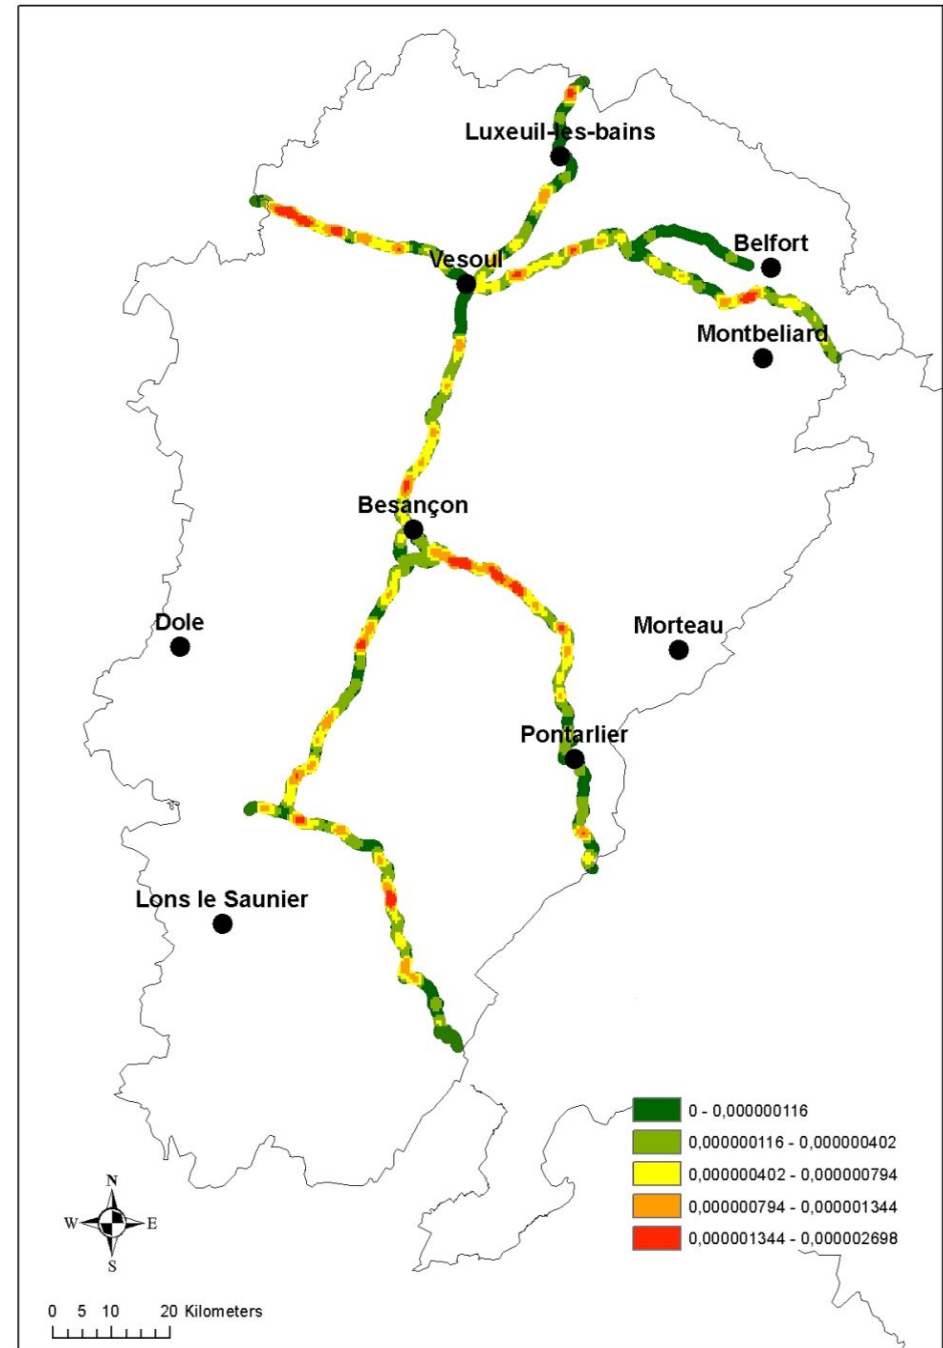 Luxeuil-les-bains
Belfort
Vesoul
Montbeliard
Besançon
Dole
Morteau
Pontarlier
Lons le Saunier
0 - 0,000000116
0,000000116 - 0,000000402
0,000000402 - 0,000000794
0,000000794 - 0,000001344
0,000001344 - 0,000002698
N
W E
S
0 5 10 20 Kilometers